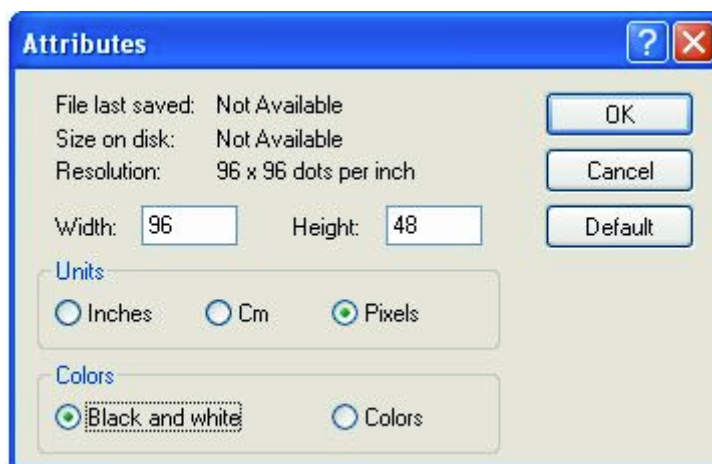 Attributes
File last saved: Not Available
Size on disk: Not Available
Resolution: 96 x 96 dots per inch
OK
Cancel
Width: 96 Height: 48 Default
Units
Inches Cm Pixels
Colors
Black and white Colors